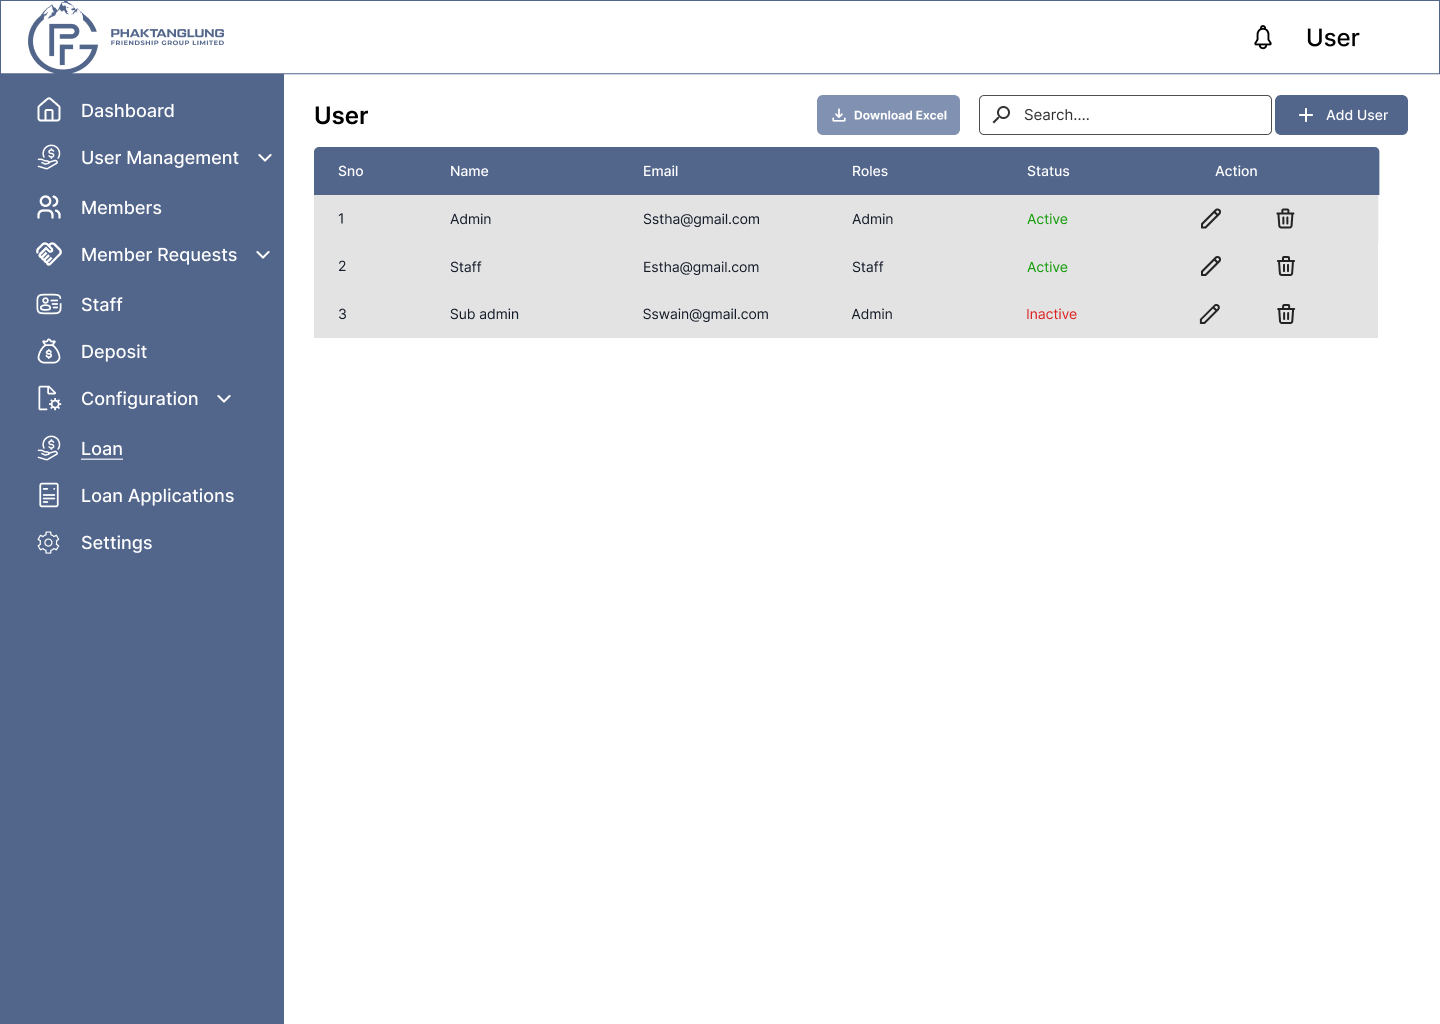 PHAKTANGLUNG
FRIENDSHIP GROUP LIMITED
User
Dashboard
User Management
Members
Member Requests
Staff
Deposit
Configuration
Loan
Loan Applications
Settings
User
Download Excel
Search....
Add User
Sno Name Email Roles Status Action
1 Admin Sstha@gmail.com Admin Active
2 Staff Estha@gmail.com Staff Active
3 Sub admin Sswain@gmail.com Admin Inactive